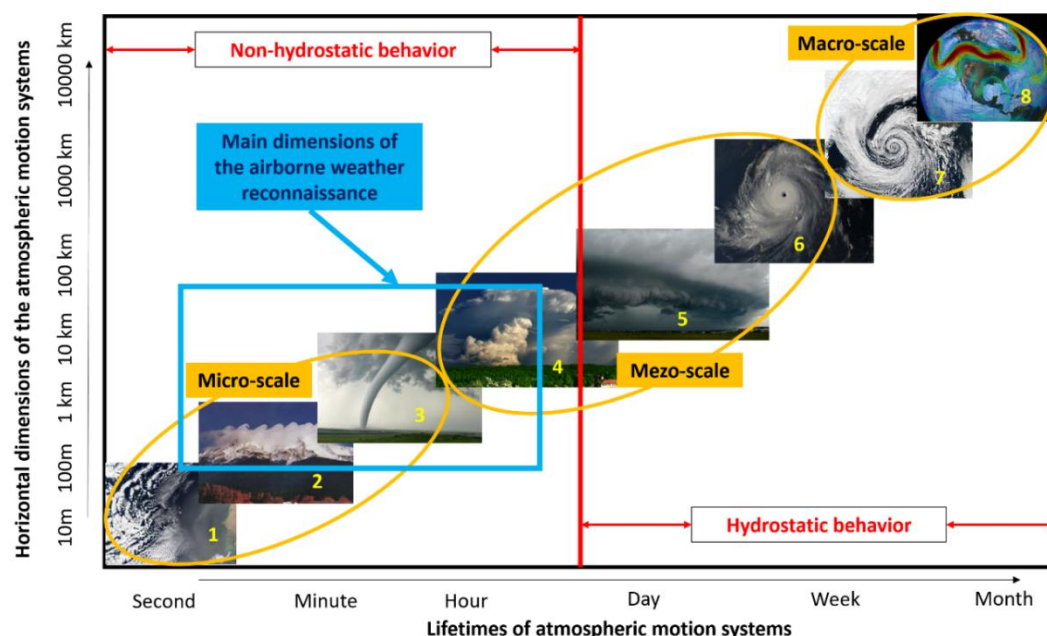 Horizontal dimensions of the atmospheric motion systems
10000 km
1000 km
100 km
10 km
1 km
100m
10m
Non-hydrostatic behavior
Macro-scale
8
Main dimensions of
the airborne weather
reconnaissance
7
6
5
Micro-scale
4
Mezo-scale
3
2
1
Hydrostatic behavior
Second
Minute
Hour
Day
Week
Month
Lifetimes of atmospheric motion systems